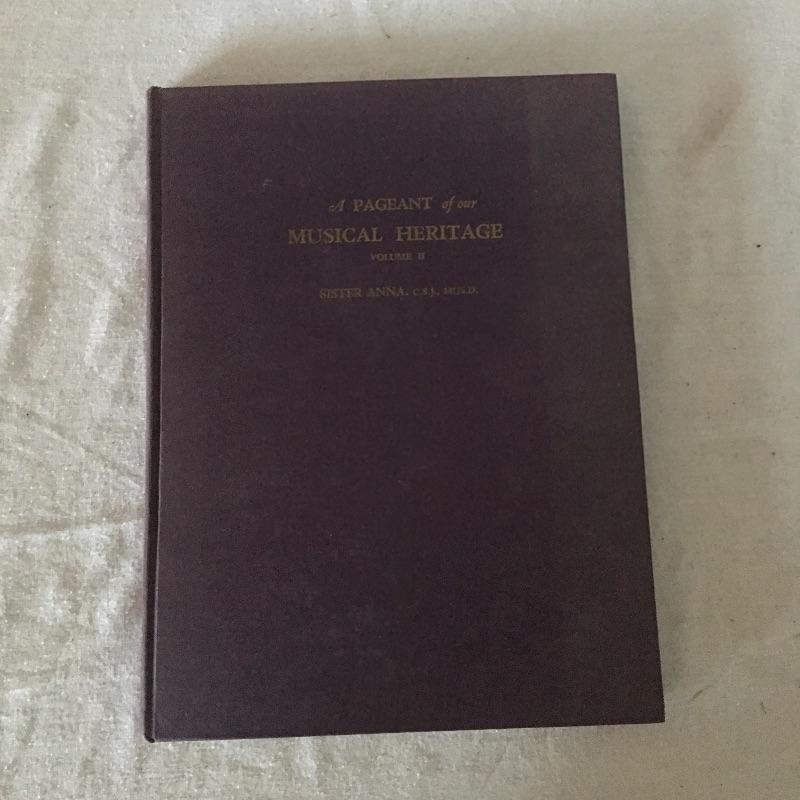 A PAGEANT of our
MUSICAL HERITAGE
VOLUME II
SISTER ANNA, C.S.J., MUS.D.